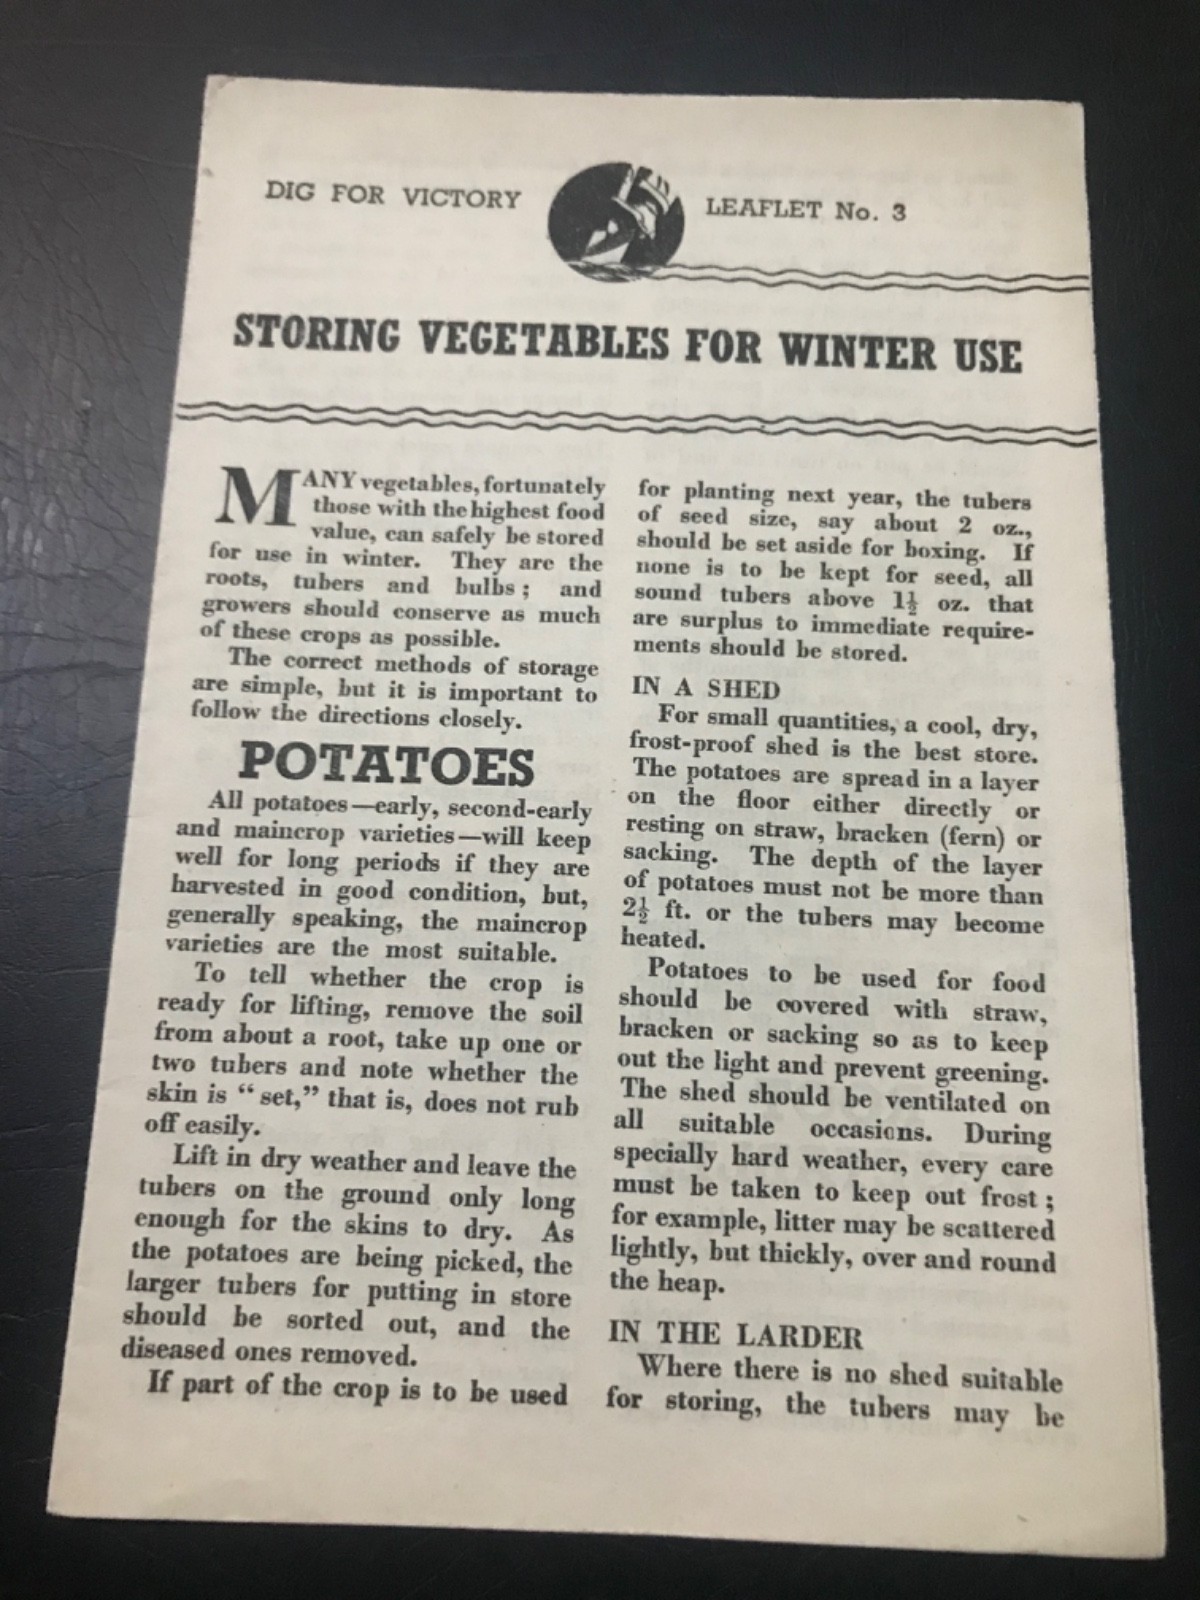 DIG FOR VICTORY
LEAFLET No. 3
STORING VEGETABLES FOR WINTER USE
MANY vegetables, fortunately
those with the highest food
value, can safely be stored
for use in winter. They are the
roots, tubers and bulbs; and
growers should conserve as much
of these crops as possible.
The correct methods of storage
are simple, but it is important to
follow the directions closely.
POTATOES
All potatoes—early, second-early
and maincrop varieties—will keep
well for long periods if they are
harvested in good condition, but,
generally speaking, the maincrop
varieties are the most suitable.
To tell whether the crop is
ready for lifting, remove the soil
from about a root, take up one or
two tubers and note whether the
skin is “set,” that is, does not rub
off easily.
Lift in dry weather and leave the
tubers on the ground only long
enough for the skins to dry. As
the potatoes are being picked, the
larger tubers for putting in store
should be sorted out, and the
diseased ones removed.
If part of the crop is to be used
for planting next year, the tubers
of seed size, say about 2 oz.,
should be set aside for boxing. If
none is to be kept for seed, all
sound tubers above 1½ oz. that
are surplus to immediate require-
ments should be stored.
IN A SHED
For small quantities, a cool, dry,
frost-proof shed is the best store.
The potatoes are spread in a layer
on the floor either directly or
resting on straw, bracken (fern) or
sacking. The depth of the layer
of potatoes must not be more than
2½ ft. or the tubers may become
heated.
Potatoes to be used for food
should be covered with straw,
bracken or sacking so as to keep
out the light and prevent greening.
The shed should be ventilated on
all suitable occasions. During
specially hard weather, every care
must be taken to keep out frost;
for example, litter may be scattered
lightly, but thickly, over and round
the heap.
IN THE LARDER
Where there is no shed suitable
for storing, the tubers may be